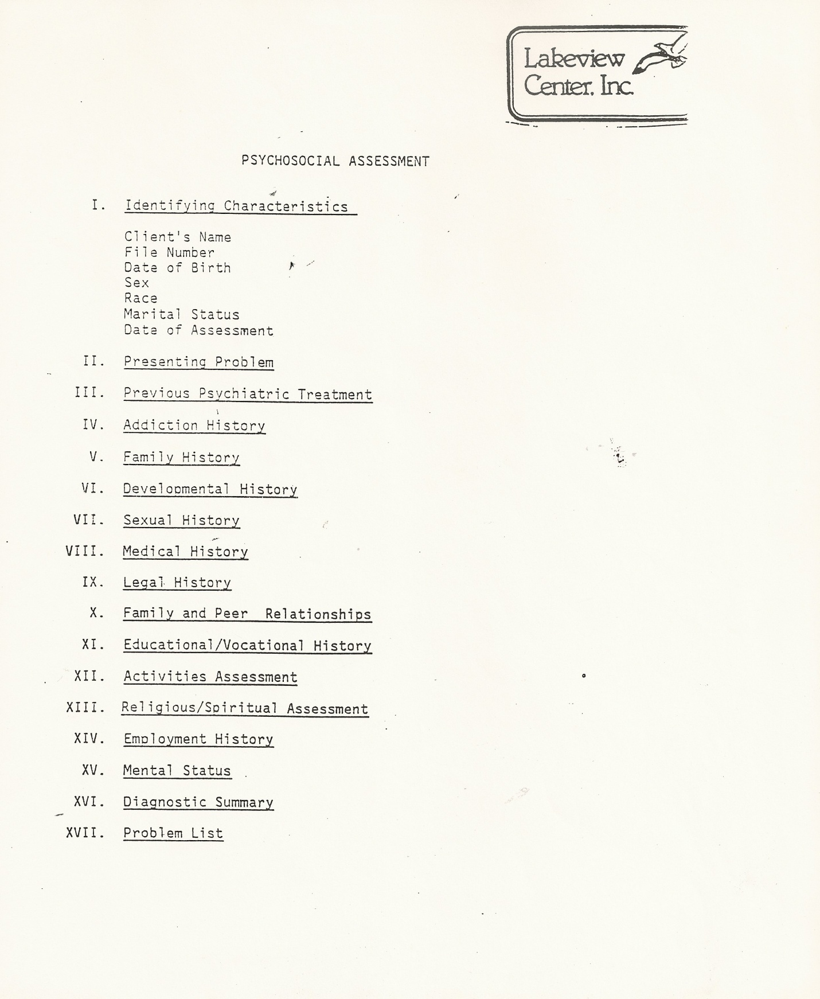 Lakeview
Center, Inc.
PSYCHOSOCIAL ASSESSMENT
I. Identifying Characteristics
Client's Name
File Number
Date of Birth
Sex
Race
Marital Status
Date of Assessment
II. Presenting Problem
III. Previous Psychiatric Treatment
IV. Addiction History
V. Family History
VI. Developmental History
VII. Sexual History
VIII. Medical History
IX. Legal History
X. Family and Peer Relationships
XI. Educational/Vocational History
XII. Activities Assessment
XIII. Religious/Spiritual Assessment
XIV. Employment History
XV. Mental Status
XVI. Diagnostic Summary
XVII. Problem List